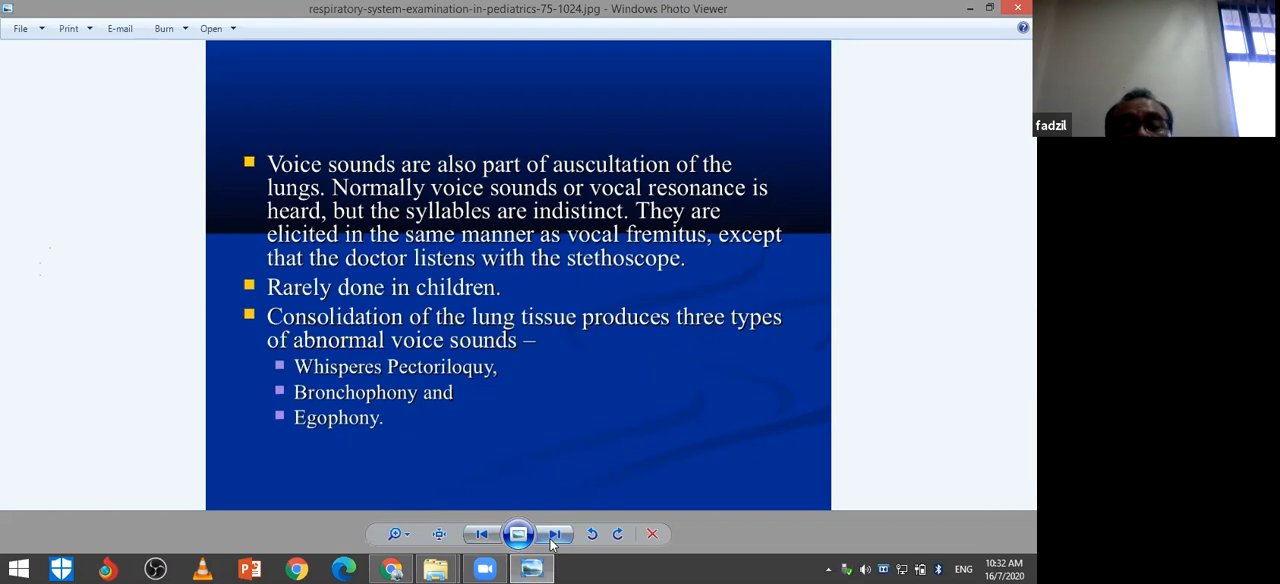 respiratory-system-examination-in-pediatrics-75-1024.jpg - Windows Photo Viewer
File Print E-mail Burn Open
fadzil
Voice sounds are also part of auscultation of the
lungs. Normally voice sounds or vocal resonance is
heard, but the syllables are indistinct. They are
elicited in the same manner as vocal fremitus, except
that the doctor listens with the stethoscope.
Rarely done in children.
Consolidation of the lung tissue produces three types
of abnormal voice sounds –
Whisperes Pectoriloquy,
Bronchophony and
Egophony.
ENG
10:32 AM
16/7/2020